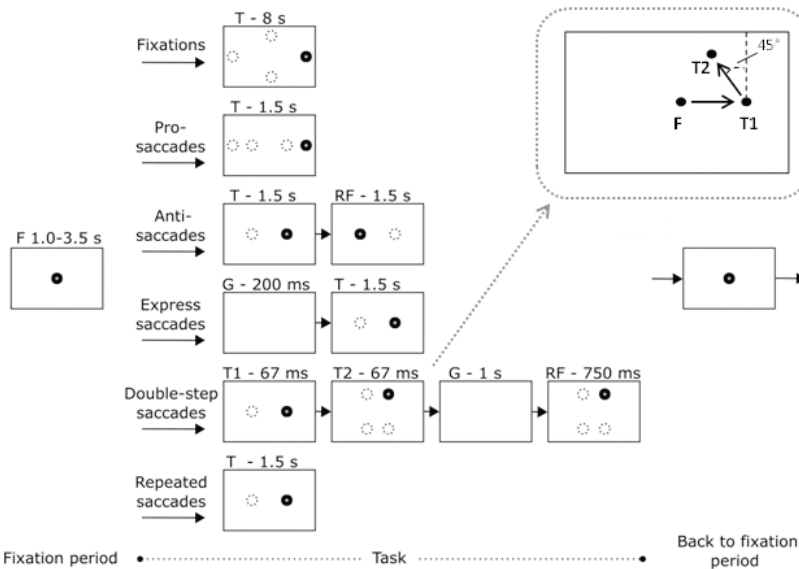 T - 8 s
Fixations
T - 1.5 s
Pro-
saccades
T - 1.5 s
RF - 1.5 s
Anti-
saccades
F 1.0-3.5 s
G - 200 ms
T - 1.5 s
Express
saccades
T1 - 67 ms
T2 - 67 ms
G - 1 s
RF - 750 ms
Double-step
saccades
T - 1.5 s
Repeated
saccades
45°
T2
F
T1
Fixation period
Task
Back to fixation
period